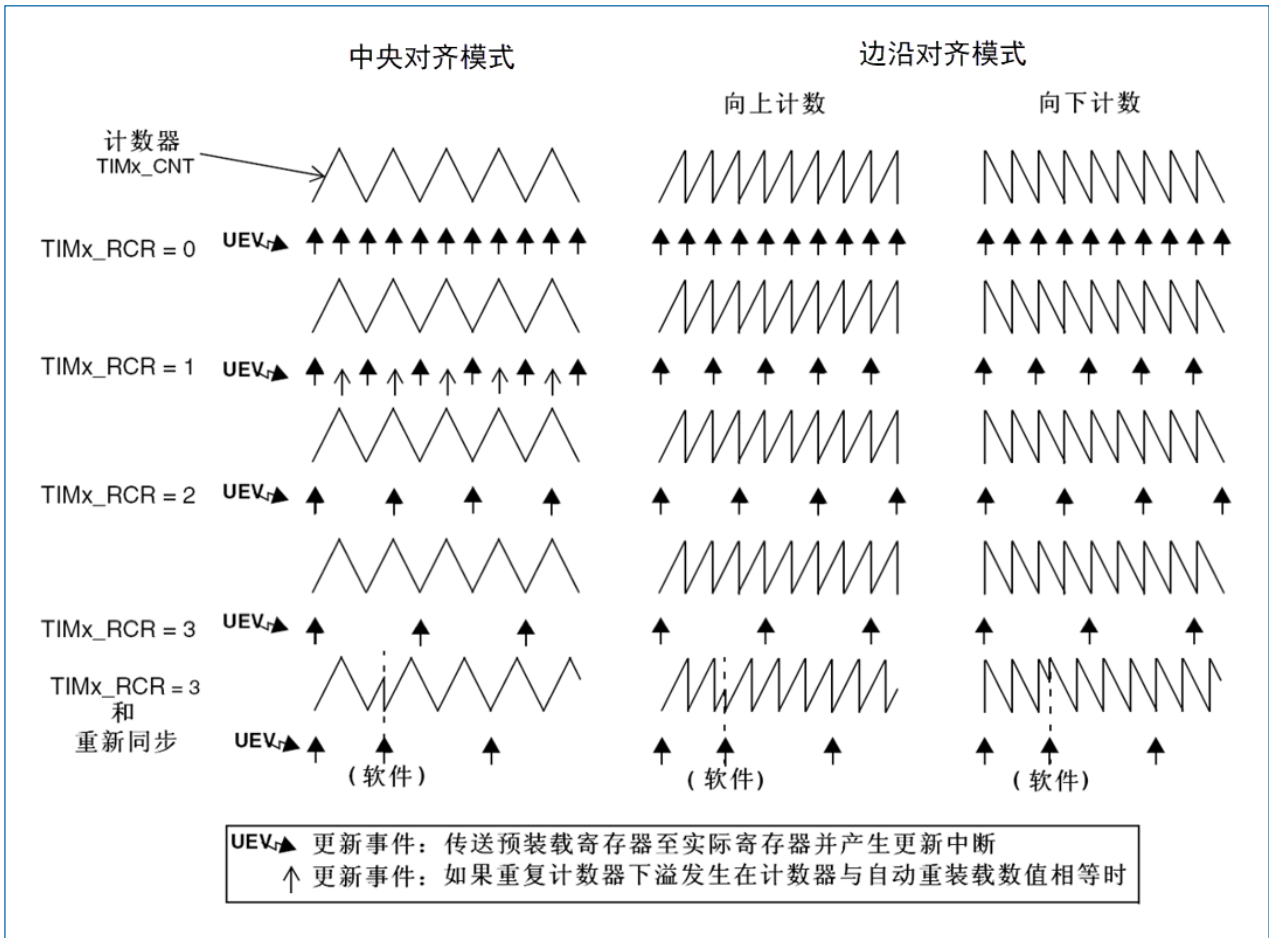 中央对齐模式
边沿对齐模式
向上计数
向下计数
计数器
TIMx_CNT
TIMx_RCR = 0
UEV
TIMx_RCR = 1
UEV
TIMx_RCR = 2
UEV
TIMx_RCR = 3
UEV
TIMx_RCR = 3
和
重新同步
UEV
(软件)
(软件)
(软件)
UEV 更新事件：传送预装载寄存器至实际寄存器并产生更新中断
更新事件：如果重复计数器下溢发生在计数器与自动重装载数值相等时